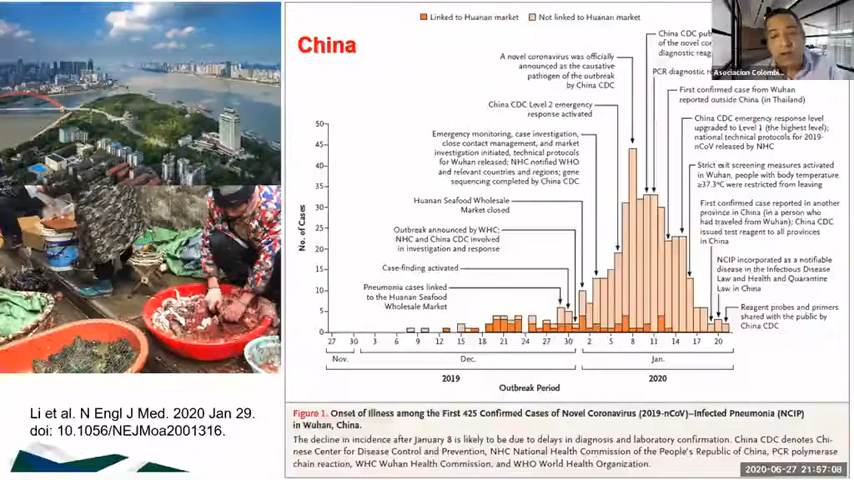 China
Linked to Huanan market
Not linked to Huanan market
A novel coronavirus was officially
announced as the causative
pathogen of the outbreak
by China CDC
China CDC
of the novel
diagnostic
PCR diagnostic
Asociacion Colombi...
China CDC Level 2 emergency
response activated
First confirmed case from Wuhan
reported outside China (in Thailand)
Emergency monitoring, case investigation,
close contact management, and market
investigation initiated, technical protocols
for Wuhan released; NHC notified WHO
and relevant countries and regions; gene
sequencing completed by China CDC
China CDC emergency response level
upgraded to Level 1 (the highest level);
national technical protocols for 2019-
nCoV released by NHC
Strict exit screening measures activated
in Wuhan, people with body temperature
≥37.3°C were restricted from leaving
Huanan Seafood Wholesale
Market closed
First confirmed case reported in another
province in China (in a person who
had traveled from Wuhan); China CDC
issued test reagent to all provinces
in China
Outbreak announced by WHC;
NHC and China CDC involved
in investigation and response
Case-finding activated
NCIP incorporated as a notifiable
disease in the Infectious Disease
Law and Health and Quarantine
Law in China
Pneumonia cases linked
to the Huanan Seafood
Wholesale Market
Reagent probes and primers
shared with the public by
China CDC
No. of Cases
50
45
40
35
30
25
20
15
10
5
0
27 30 3 6 9 12 15 18 21 24 27 30 2 5 8 11 14 17 20
Nov. Dec. Jan.
2019 2020
Outbreak Period
Figure 1. Onset of Illness among the First 425 Confirmed Cases of Novel Coronavirus (2019-nCoV)–Infected Pneumonia (NCIP)
in Wuhan, China.
The decline in incidence after January 8 is likely to be due to delays in diagnosis and laboratory confirmation. China CDC denotes Chi-
nese Center for Disease Control and Prevention, NHC National Health Commission of the People's Republic of China, PCR polymerase
chain reaction, WHC Wuhan Health Commission, and WHO World Health Organization.
Li et al. N Engl J Med. 2020 Jan 29.
doi: 10.1056/NEJMoa2001316.
2020-06-27 21:57:08